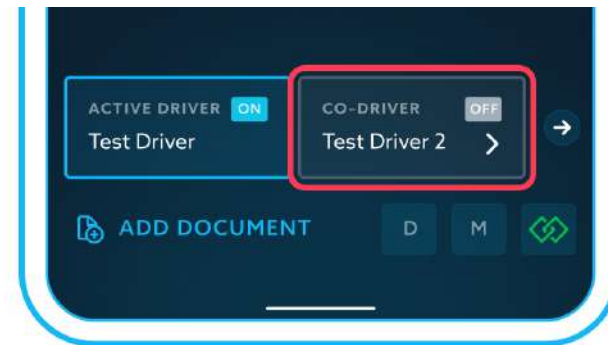 ACTIVE DRIVER ON
Test Driver
CO-DRIVER OFF
Test Driver 2
ADD DOCUMENT
D
M